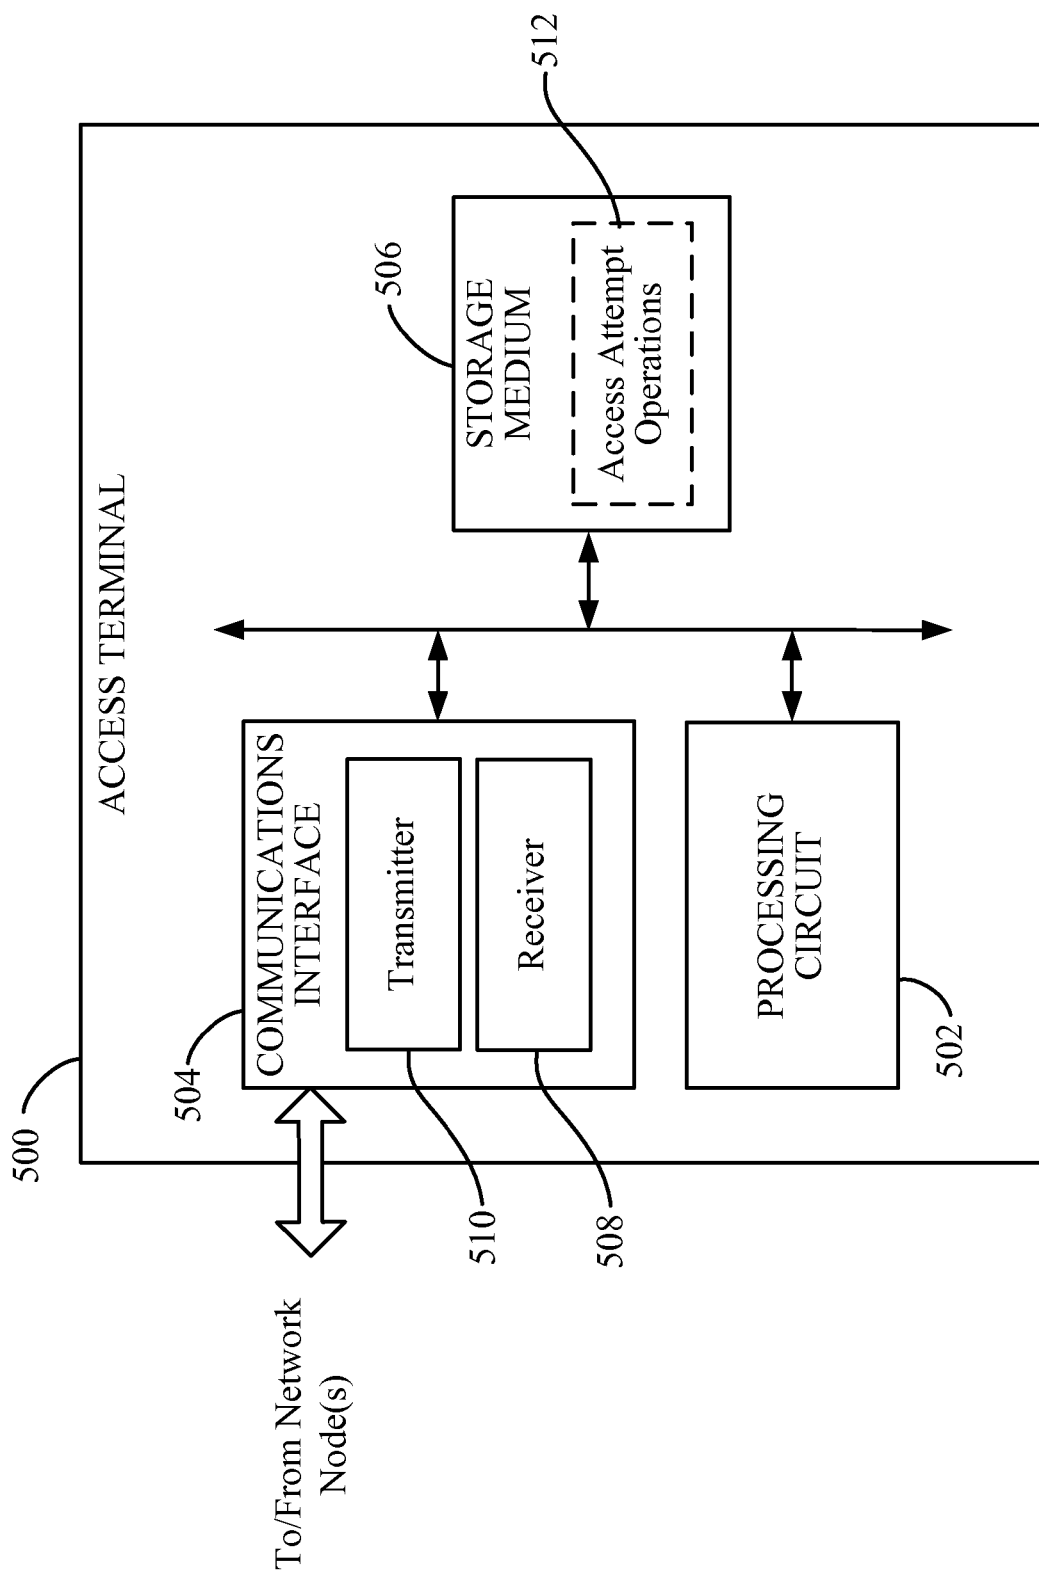 ACCESS TERMINAL
500
504
COMMUNICATIONS
INTERFACE
Transmitter
Receiver
To/From Network
Node(s)
510
508
PROCESSING
CIRCUIT
502
506
STORAGE
MEDIUM
Access Attempt
Operations
512